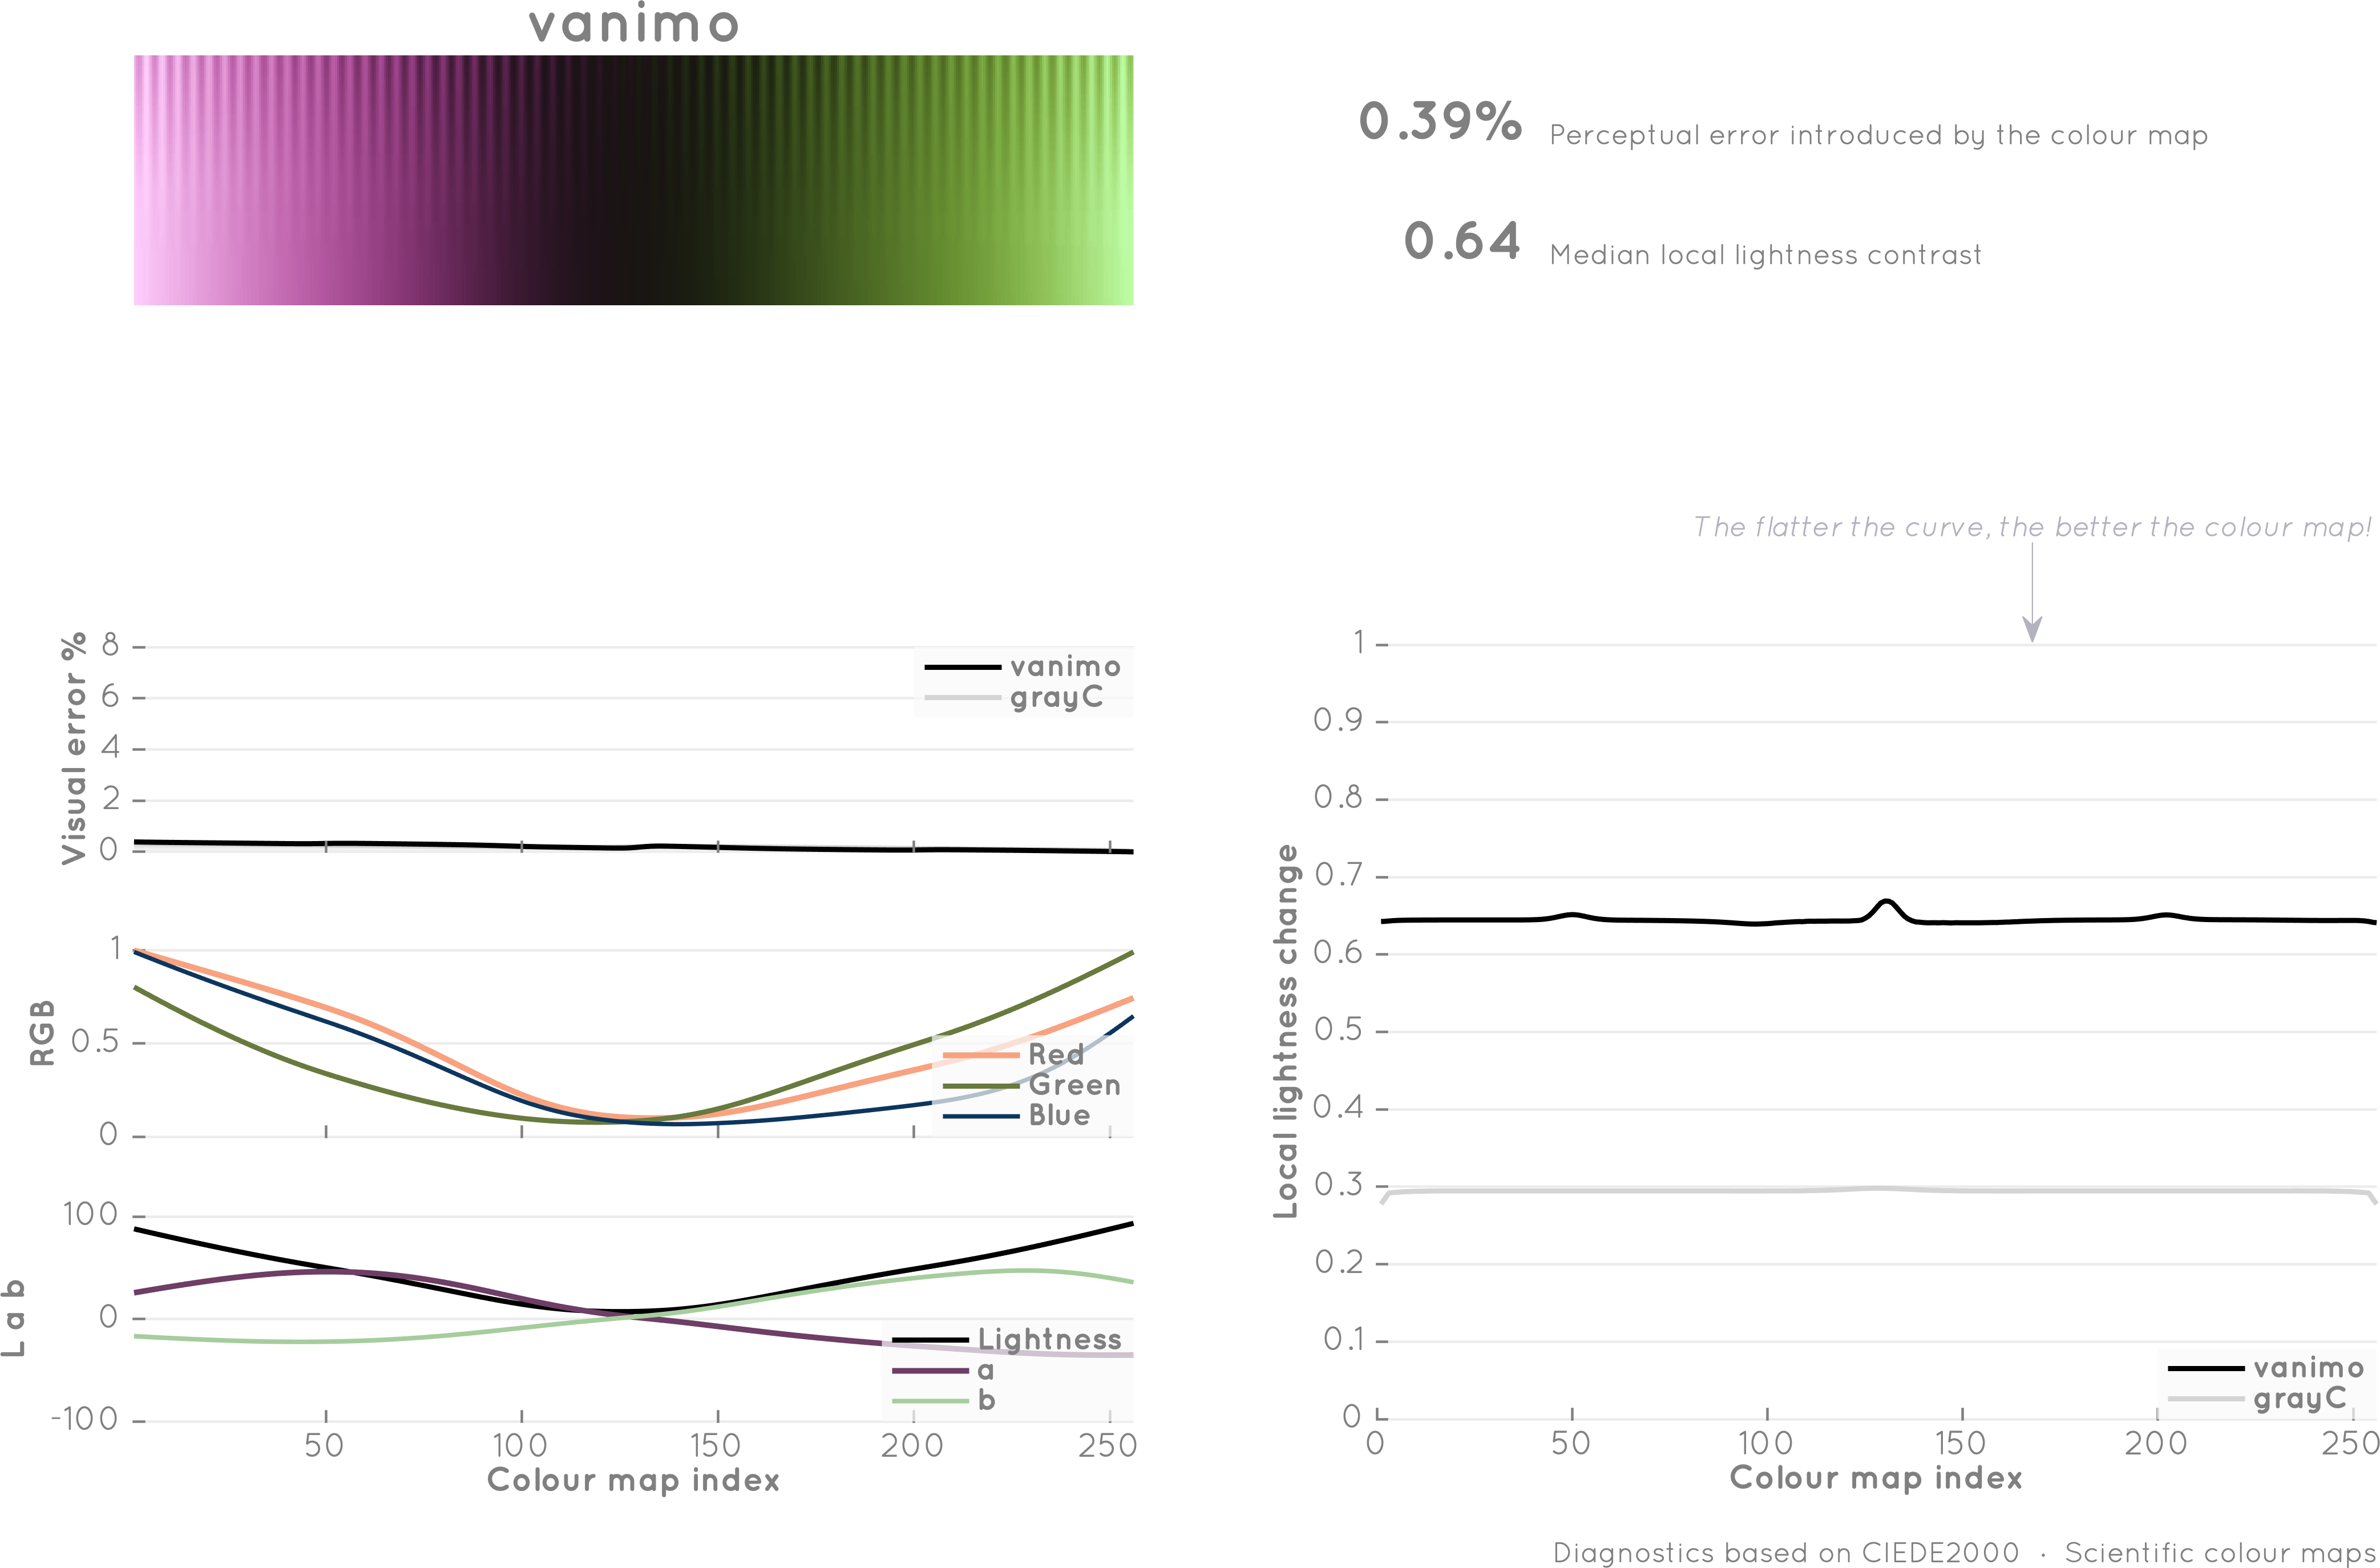 vanimo
0.39% Perceptual error introduced by the colour map
0.64 Median local lightness contrast
The flatter the curve, the better the colour map!
Visual error %
8
6
4
2
0
vanimo
grayC
RGB
1
0.5
0
Red
Green
Blue
L a b
100
0
-100
Lightness
a
b
50 100 150 200 250
Colour map index
Local lightness change
1
0.9
0.8
0.7
0.6
0.5
0.4
0.3
0.2
0.1
0
vanimo
grayC
0 50 100 150 200 250
Colour map index
Diagnostics based on CIEDE2000 · Scientific colour maps